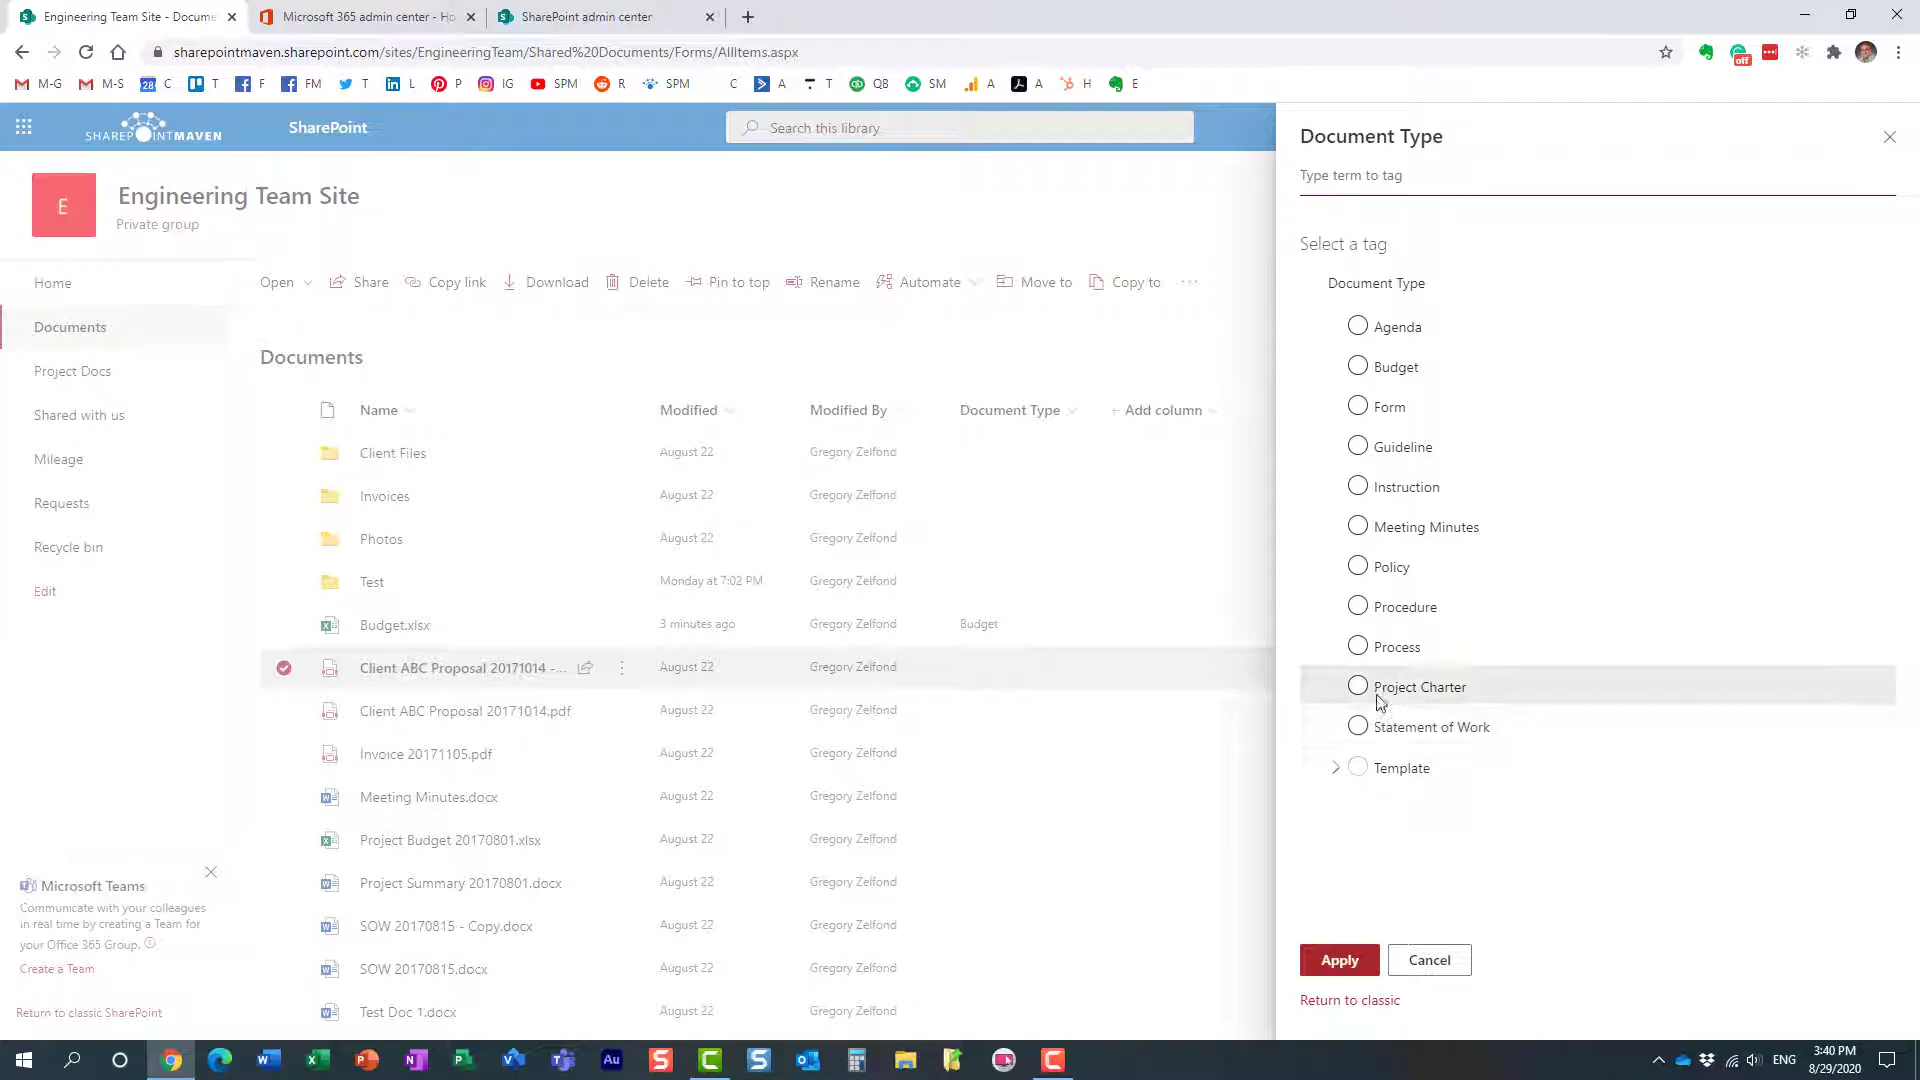 Engineering Team Site - Docume
Microsoft 365 admin center - Ho
SharePoint admin center
sharepointmaven.sharepoint.com/sites/EngineeringTeam/Shared%20Documents/Forms/AllItems.aspx
M-G M-S 28 C T F FM T L P IG SPM R SPM C A T QB SM A A H E
off
SHAREPOINTMAVEN
SharePoint
Search this library
E
Engineering Team Site
Private group
Home
Documents
Project Docs
Shared with us
Mileage
Requests
Recycle bin
Edit
Open Share Copy link Download Delete Pin to top Rename Automate Move to Copy to ...
Documents
Name Modified Modified By Document Type + Add column
Client Files August 22 Gregory Zelfond
Invoices August 22 Gregory Zelfond
Photos August 22 Gregory Zelfond
Test Monday at 7:02 PM Gregory Zelfond
Budget.xlsx 3 minutes ago Gregory Zelfond Budget
Client ABC Proposal 20171014 -... August 22 Gregory Zelfond
Client ABC Proposal 20171014.pdf August 22 Gregory Zelfond
Invoice 20171105.pdf August 22 Gregory Zelfond
Meeting Minutes.docx August 22 Gregory Zelfond
Project Budget 20170801.xlsx August 22 Gregory Zelfond
Project Summary 20170801.docx August 22 Gregory Zelfond
SOW 20170815 - Copy.docx August 22 Gregory Zelfond
SOW 20170815.docx August 22 Gregory Zelfond
Test Doc 1.docx August 22 Gregory Zelfond
Microsoft Teams
Communicate with your colleagues
in real time by creating a Team for
your Office 365 Group.
Create a Team
Return to classic SharePoint
Document Type
Type term to tag
Select a tag
Document Type
Agenda
Budget
Form
Guideline
Instruction
Meeting Minutes
Policy
Procedure
Process
Project Charter
Statement of Work
Template
Apply Cancel
Return to classic
ENG
3:40 PM
8/29/2020